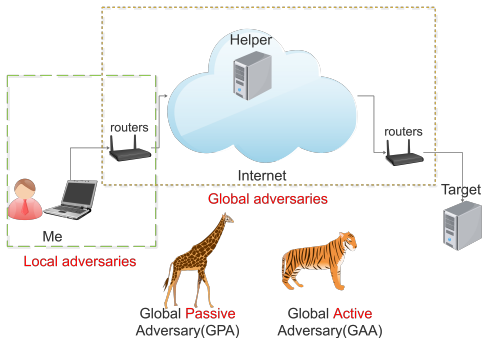 Helper
routers
routers
Internet
Target
Global adversaries
Me
Local adversaries
Global Passive
Adversary(GPA)
Global Active
Adversary(GAA)